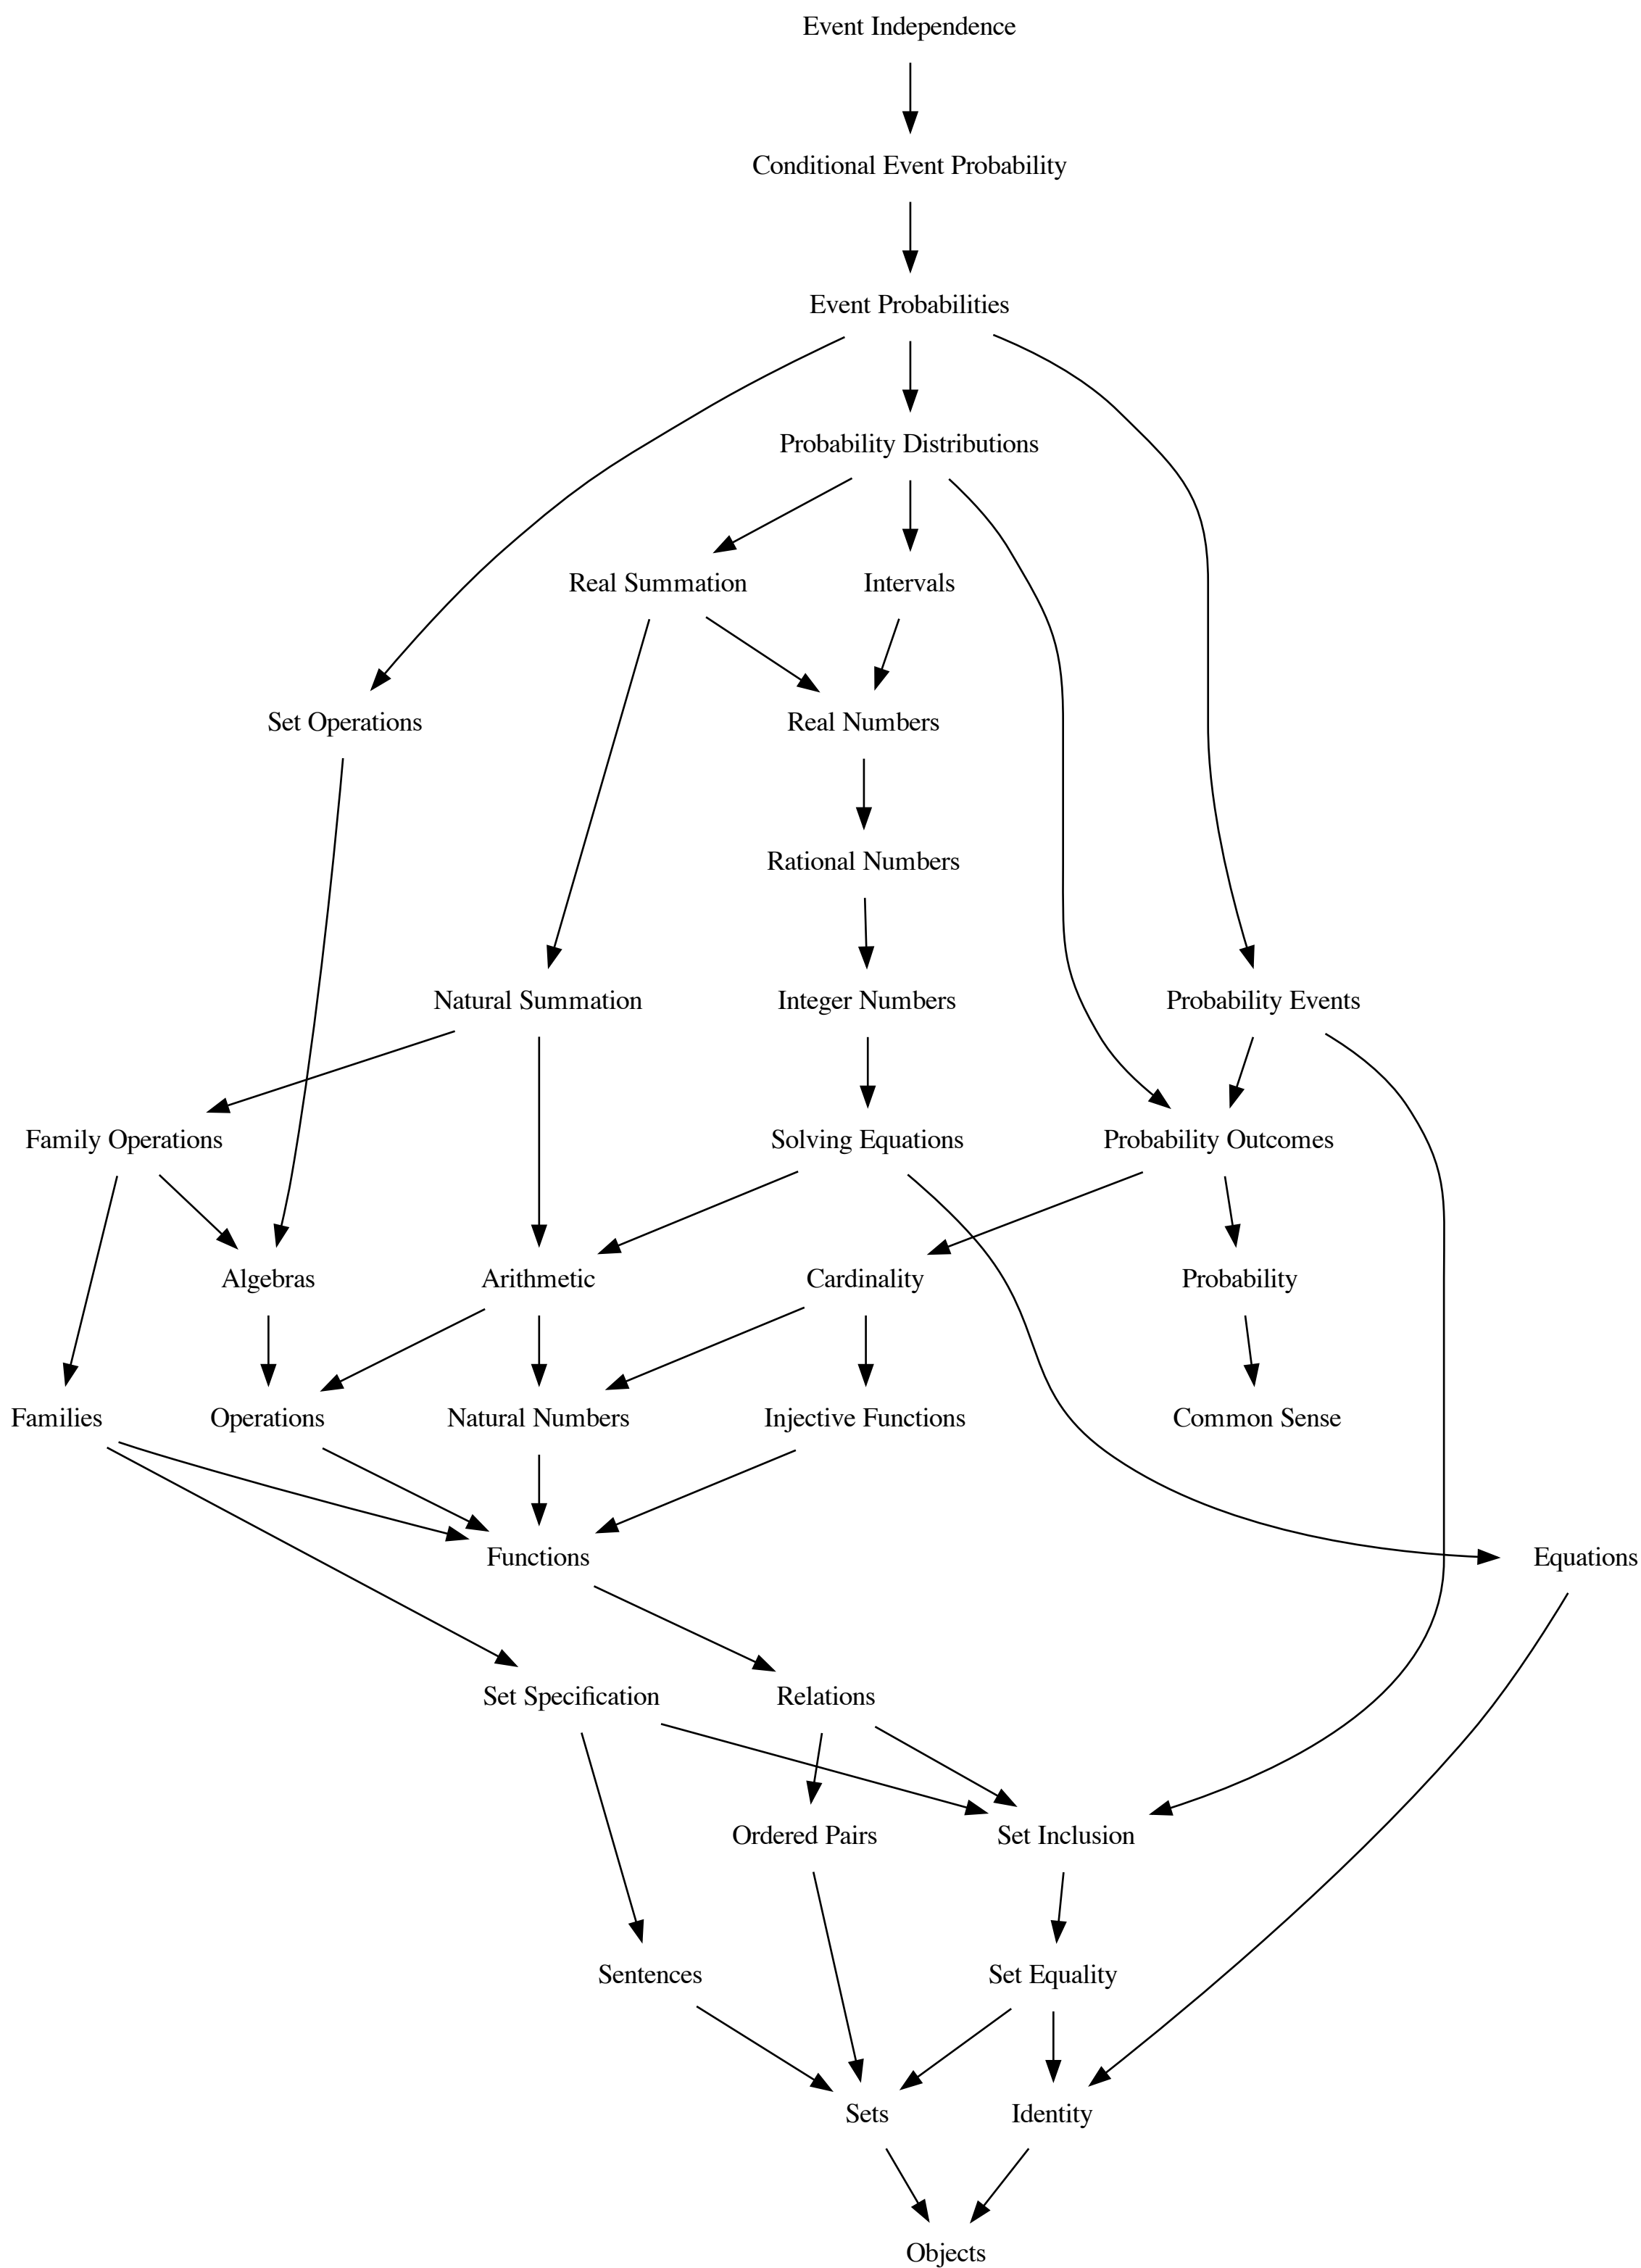 Event Independence
Conditional Event Probability
Event Probabilities
Probability Distributions
Real Summation
Intervals
Set Operations
Real Numbers
Rational Numbers
Natural Summation
Integer Numbers
Probability Events
Family Operations
Solving Equations
Probability Outcomes
Algebras
Arithmetic
Cardinality
Probability
Families
Operations
Natural Numbers
Injective Functions
Common Sense
Functions
Equations
Set Specification
Relations
Ordered Pairs
Set Inclusion
Sentences
Set Equality
Sets
Identity
Objects